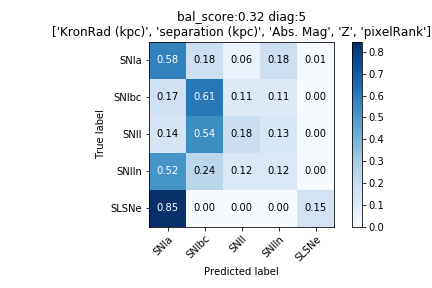 bal_score:0.32 diag:5
['KronRad (kpc)', 'separation (kpc)', 'Abs. Mag', 'Z', 'pixelRank']
True label
SNIa 0.58 0.18 0.06 0.18 0.01
SNIbc 0.17 0.61 0.11 0.11 0.00
SNII 0.14 0.54 0.18 0.13 0.00
SNIIn 0.52 0.24 0.12 0.12 0.00
SLSNe 0.85 0.00 0.00 0.00 0.15
SNIa SNIbc SNII SNIIn SLSNe
Predicted label
0.8
0.7
0.6
0.5
0.4
0.3
0.2
0.1
0.0